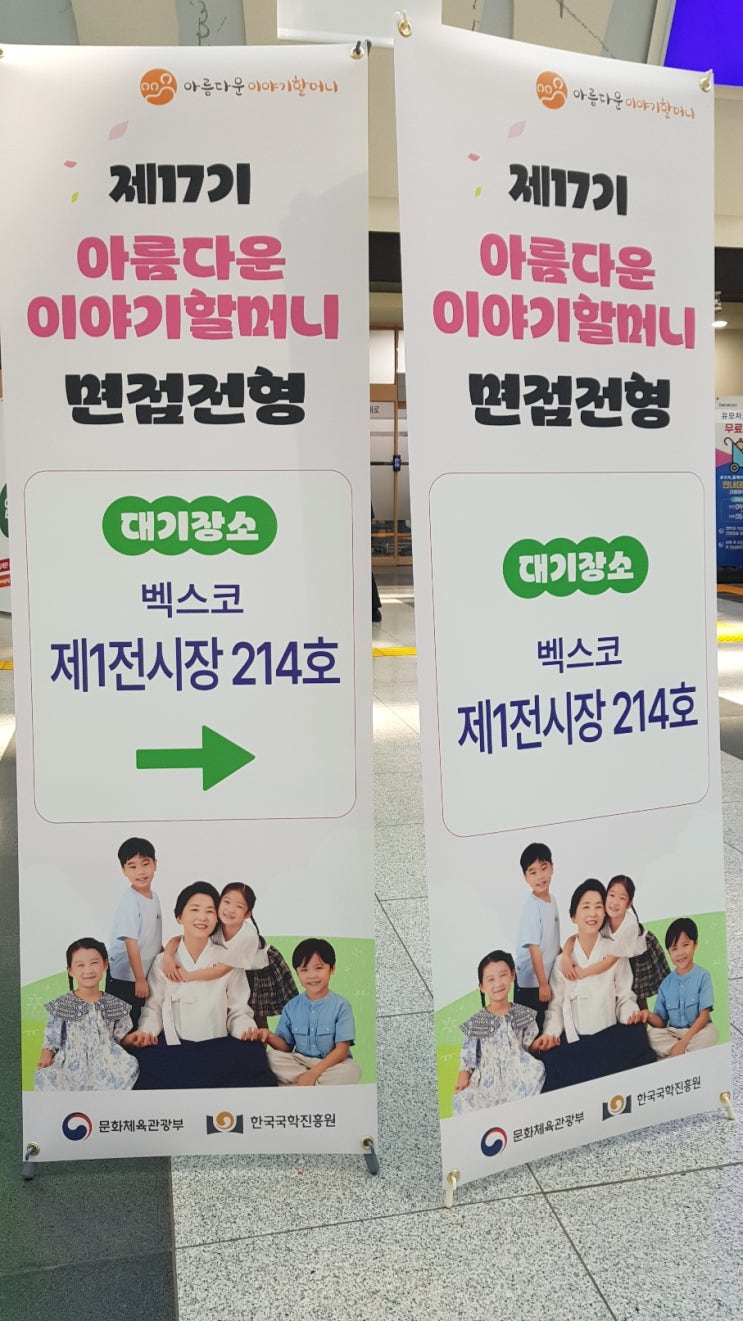 아름다운이야기할머니
제17기
아름다운
이야기할머니
면접전형
대기장소
벡스코
제1전시장 214호
문화체육관광부
한국국학진흥원
아름다운이야기할머니
제17기
아름다운
이야기할머니
면접전형
대기장소
벡스코
제1전시장 214호
문화체육관광부
한국국학진흥원
유모차
무료